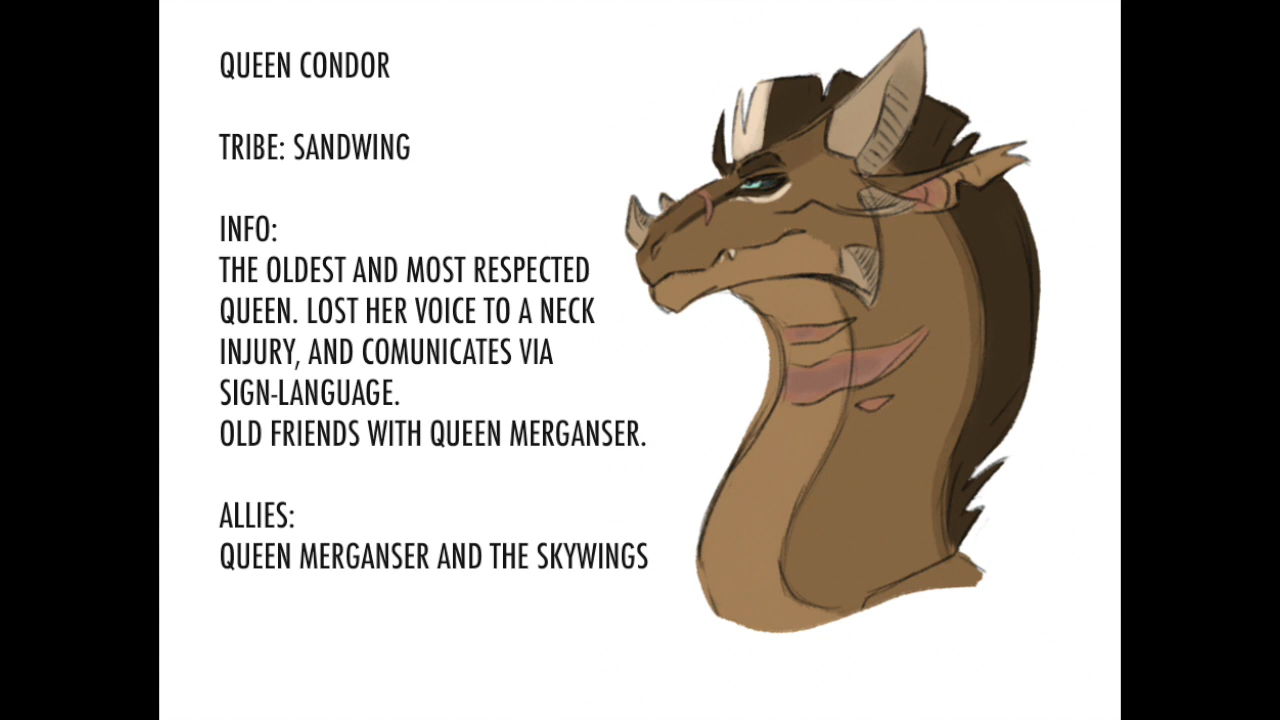 QUEEN CONDOR
TRIBE: SANDWING
INFO:
THE OLDEST AND MOST RESPECTED
QUEEN. LOST HER VOICE TO A NECK
INJURY, AND COMUNICATES VIA
SIGN-LANGUAGE.
OLD FRIENDS WITH QUEEN MERGANSER.
ALLIES:
QUEEN MERGANSER AND THE SKYWINGS